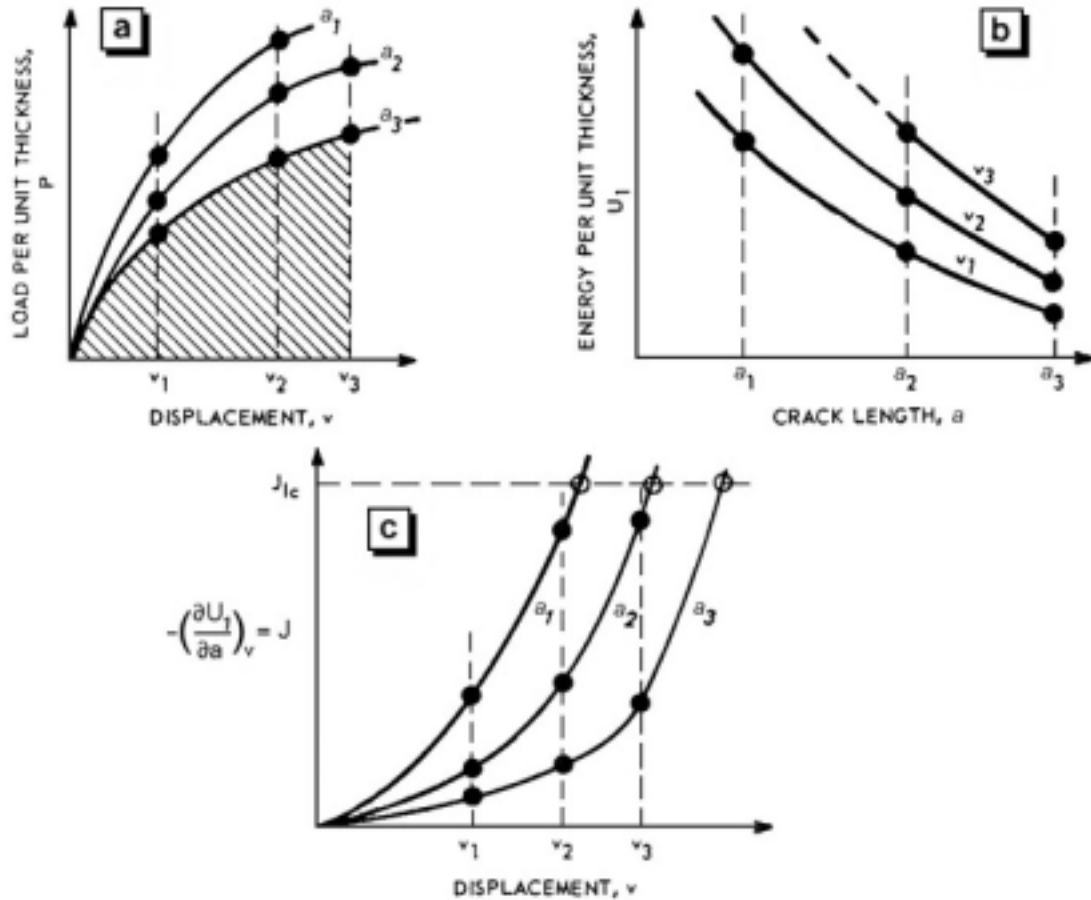 a
LOAD PER UNIT THICKNESS,
P
a1
a2
a3
v1 v2 v3
DISPLACEMENT, v
b
ENERGY PER UNIT THICKNESS,
U1
v3
v2
v1
a1 a2 a3
CRACK LENGTH, a
c
JIc
-(∂U1/∂a)v = J
a1 a2 a3
v1 v2 v3
DISPLACEMENT, v